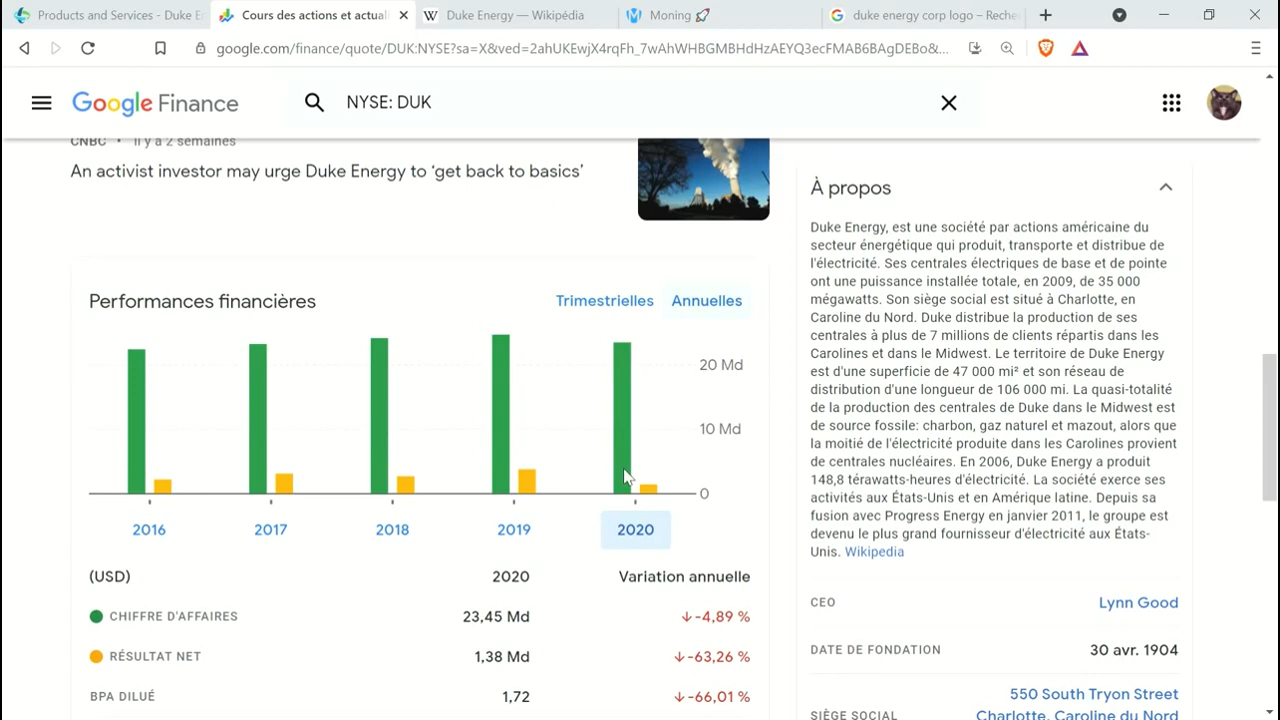 Products and Services - Duke E
Cours des actions et actual
Duke Energy — Wikipédia
Moning 🚀
duke energy corp logo – Reche
google.com/finance/quote/DUK:NYSE?sa=X&ved=2ahUKEwjX4rqFh_7wAhWHBGMBHdHzAEYQ3ecFMAB6BAgDEBo&...
Google Finance
NYSE: DUK
CNBC • Il y a 2 semaines
An activist investor may urge Duke Energy to ‘get back to basics’
Performances financières
Trimestrielles
Annuelles
20 Md
10 Md
0
2016 2017 2018 2019 2020
(USD) 2020 Variation annuelle
CHIFFRE D'AFFAIRES 23,45 Md ↓-4,89 %
RÉSULTAT NET 1,38 Md ↓-63,26 %
BPA DILUÉ 1,72 ↓-66,01 %
À propos
Duke Energy, est une société par actions américaine du
secteur énergétique qui produit, transporte et distribue de
l'électricité. Ses centrales électriques de base et de pointe
ont une puissance installée totale, en 2009, de 35 000
mégawatts. Son siège social est situé à Charlotte, en
Caroline du Nord. Duke distribue la production de ses
centrales à plus de 7 millions de clients répartis dans les
Carolines et dans le Midwest. Le territoire de Duke Energy
est d'une superficie de 47 000 mi² et son réseau de
distribution d'une longueur de 106 000 mi. La quasi-totalité
de la production des centrales de Duke dans le Midwest est
de source fossile: charbon, gaz naturel et mazout, alors que
la moitié de l'électricité produite dans les Carolines provient
de centrales nucléaires. En 2006, Duke Energy a produit
148,8 térawatts-heures d'électricité. La société exerce ses
activités aux États-Unis et en Amérique latine. Depuis sa
fusion avec Progress Energy en janvier 2011, le groupe est
devenu le plus grand fournisseur d'électricité aux États-
Unis. Wikipedia
CEO Lynn Good
DATE DE FONDATION 30 avr. 1904
550 South Tryon Street
SIÈGE SOCIAL Charlotte, Caroline du Nord